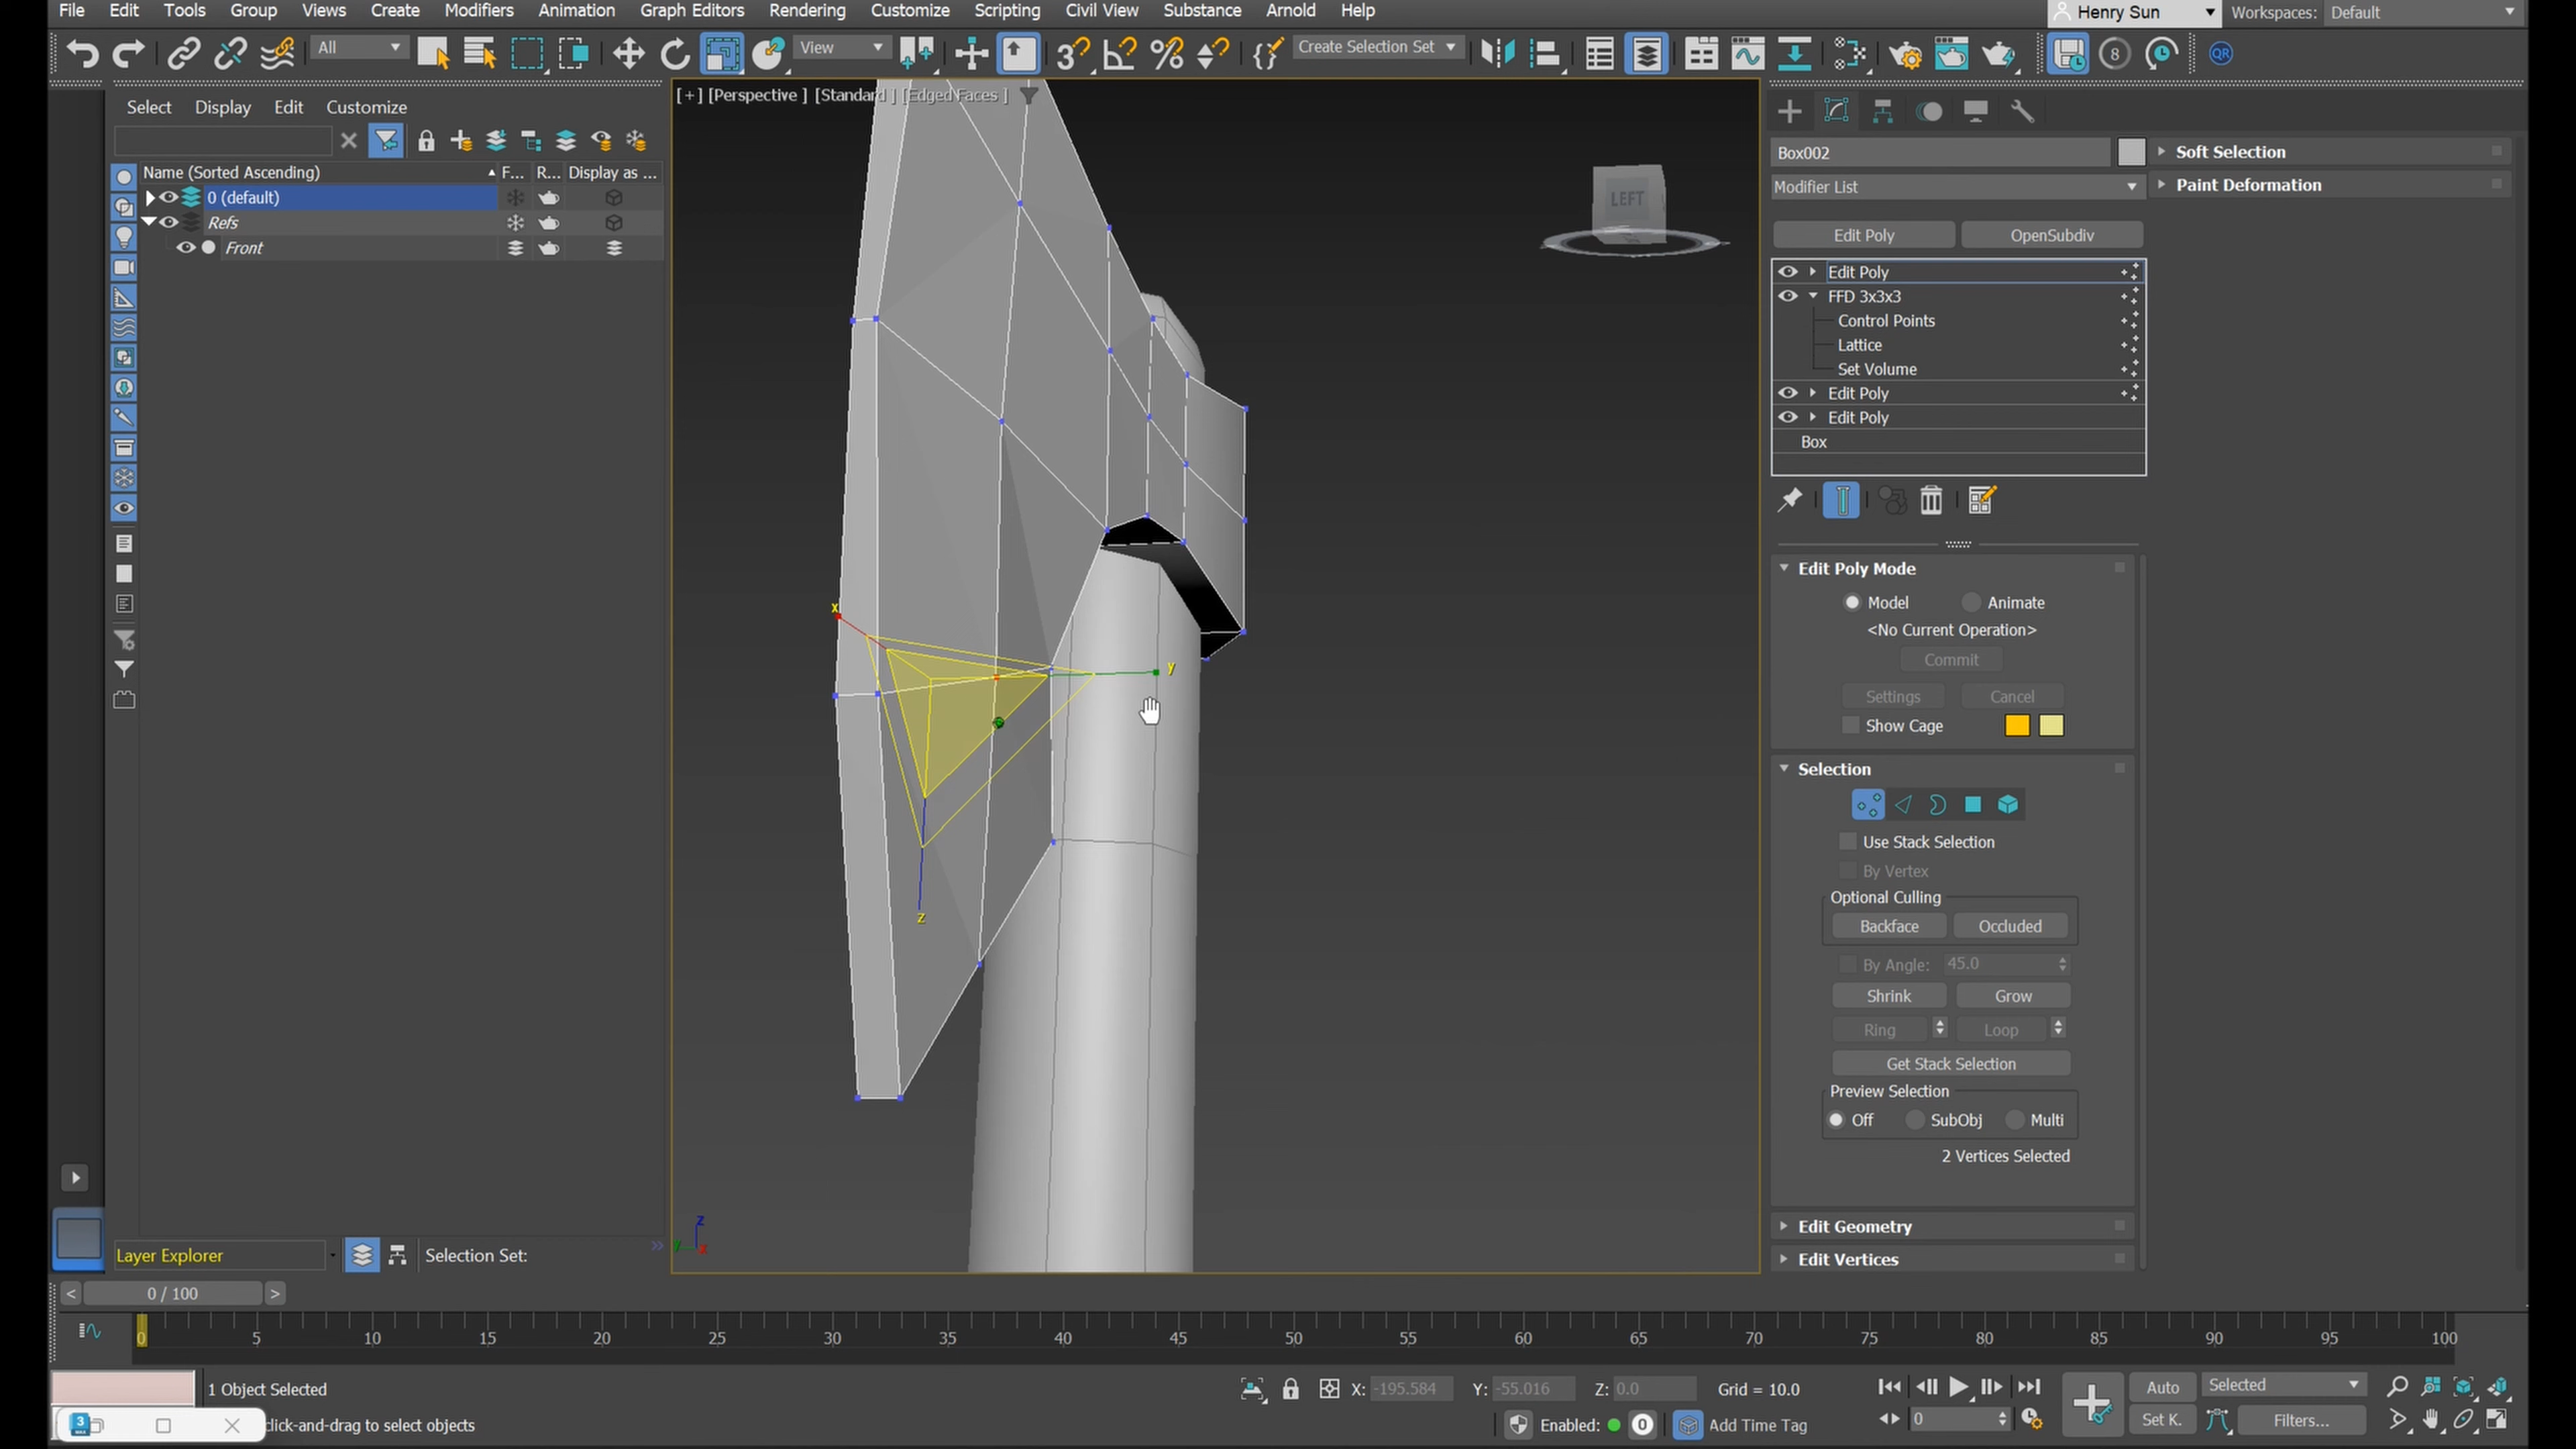 File Edit Tools Group Views Create Modifiers Animation Graph Editors Rendering Customize Scripting Civil View Substance Arnold Help
Henry Sun Workspaces: Default
All View Create Selection Set 8 QR
Select Display Edit Customize
[+] [Perspective ] [Standard ] [Edged Faces ]
Name (Sorted Ascending) F... R... Display as ...
0 (default)
Refs
Front
LEFT
x
y
z
z
y
x
Box002
Modifier List
Edit Poly OpenSubdiv
Edit Poly
FFD 3x3x3
Control Points
Lattice
Set Volume
Edit Poly
Edit Poly
Box
Soft Selection
Paint Deformation
Edit Poly Mode
Model Animate
<No Current Operation>
Commit
Settings Cancel
Show Cage
Selection
Use Stack Selection
By Vertex
Optional Culling
Backface Occluded
By Angle: 45.0
Shrink Grow
Ring Loop
Get Stack Selection
Preview Selection
Off SubObj Multi
2 Vertices Selected
Edit Geometry
Edit Vertices
Layer Explorer Selection Set:
< 0 / 100 >
0 5 10 15 20 25 30 35 40 45 50 55 60 65 70 75 80 85 90 95 100
1 Object Selected X: -195.584 Y: -55.016 Z: 0.0 Grid = 10.0 Auto Selected
click-and-drag to select objects Enabled: 0 Add Time Tag 0 Set K. Filters...